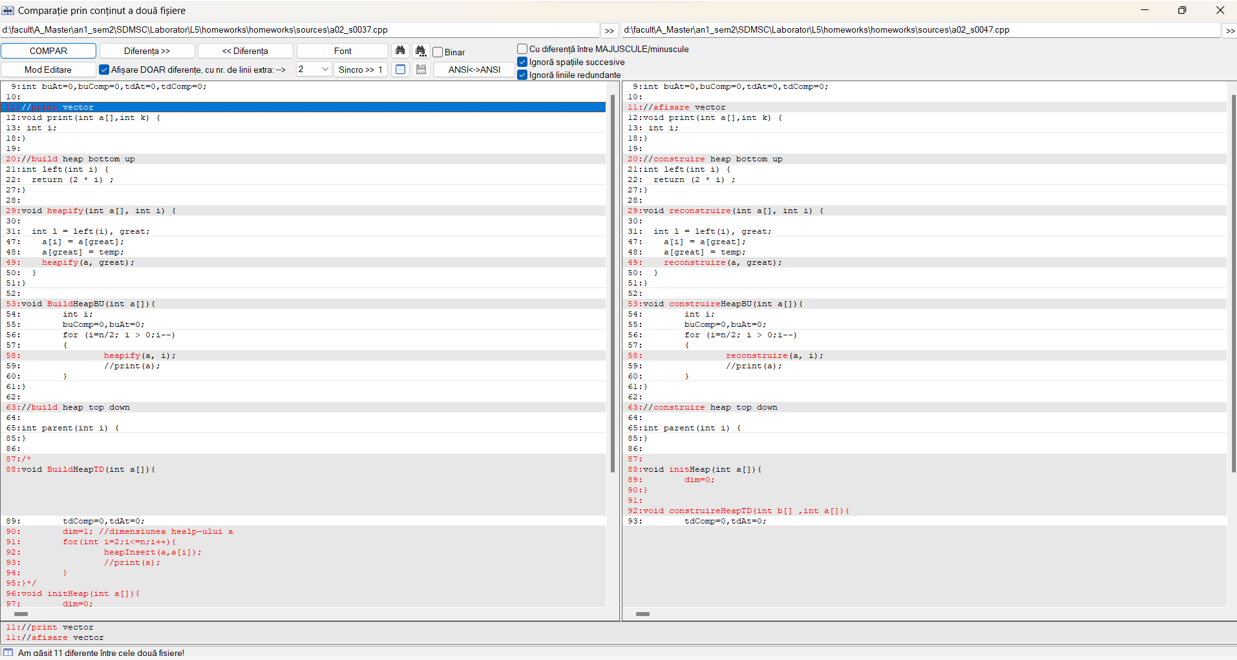 Comparație prin conținut a două fișiere
d:\facult\A_Master\an1_sem2\SDMSC\Laborator\L5\homeworks\homeworks\sources\a02_s0037.cpp
>>
d:\facult\A_Master\an1_sem2\SDMSC\Laborator\L5\homeworks\homeworks\sources\a02_s0047.cpp
>>
COMPAR
Diferența >>
<< Diferența
Font
Binar
Cu diferență între MAJUSCULE/minuscule
Mod Editare
Afișare DOAR diferențe, cu nr. de linii extra: -->
2
Sincro >> 1
ANSI<->ANSI
Ignoră spațiile succesive
Ignoră liniile redundante
9:int buAt=0,buComp=0,tdAt=0,tdComp=0;
10:
11://print vector
12:void print(int a[],int k) {
13: int i;
18:}
19:
20://build heap bottom up
21:int left(int i) {
22:  return (2 * i) ;
27:}
28:
29:void heapify(int a[], int i) {
30:
31:  int l = left(i), great;
47:    a[i] = a[great];
48:    a[great] = temp;
49:    heapify(a, great);
50:  }
51:}
52:
53:void BuildHeapBU(int a[]){
54:        int i;
55:        buComp=0,buAt=0;
56:        for (i=n/2; i > 0;i--)
57:        {
58:                heapify(a, i);
59:                //print(a);
60:        }
61:}
62:
63://build heap top down
64:
65:int parent(int i) {
85:}
86:
87:/*
88:void BuildHeapTD(int a[]){
89:        tdComp=0,tdAt=0;
90:        dim=1; //dimensiunea healp-ului a
91:        for(int i=2;i<=n;i++){
92:                heapInsert(a,a[i]);
93:                //print(a);
94:        }
95:}*/
96:void initHeap(int a[]){
97:        dim=0;
9:int buAt=0,buComp=0,tdAt=0,tdComp=0;
10:
11://afisare vector
12:void print(int a[],int k) {
13: int i;
18:}
19:
20://construire heap bottom up
21:int left(int i) {
22:  return (2 * i) ;
27:}
28:
29:void reconstruire(int a[], int i) {
30:
31:  int l = left(i), great;
47:    a[i] = a[great];
48:    a[great] = temp;
49:    reconstruire(a, great);
50:  }
51:}
52:
53:void construireHeapBU(int a[]){
54:        int i;
55:        buComp=0,buAt=0;
56:        for (i=n/2; i > 0;i--)
57:        {
58:                reconstruire(a, i);
59:                //print(a);
60:        }
61:}
62:
63://construire heap top down
64:
65:int parent(int i) {
85:}
86:
87:
88:void initHeap(int a[]){
89:        dim=0;
90:}
91:
92:void construireHeapTD(int b[] ,int a[]){
93:        tdComp=0,tdAt=0;
11://print vector
11://afisare vector
Am găsit 11 diferențe între cele două fișiere!